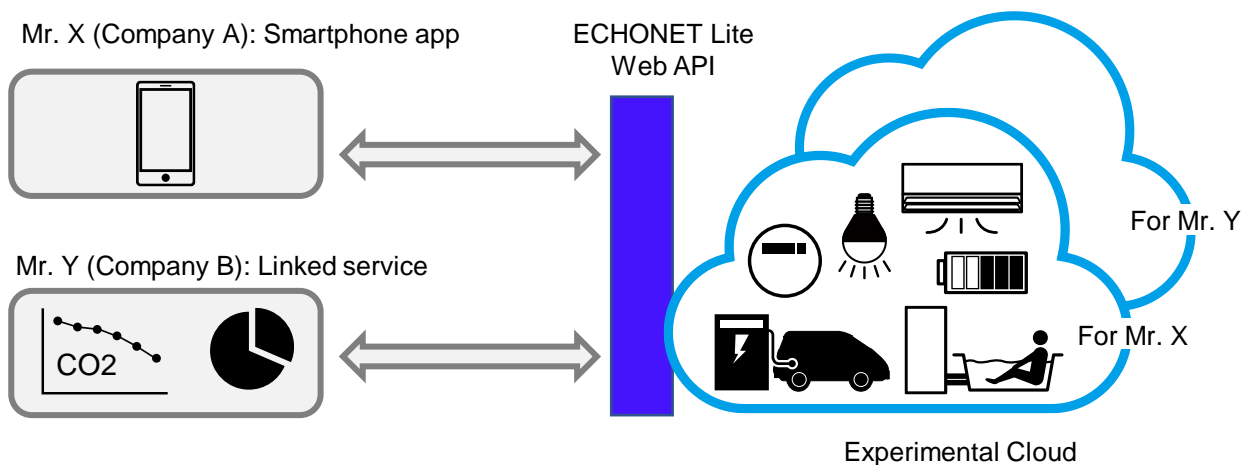 Mr. X (Company A): Smartphone app
ECHONET Lite
Web API
For Mr. Y
Mr. Y (Company B): Linked service
CO2
For Mr. X
Experimental Cloud